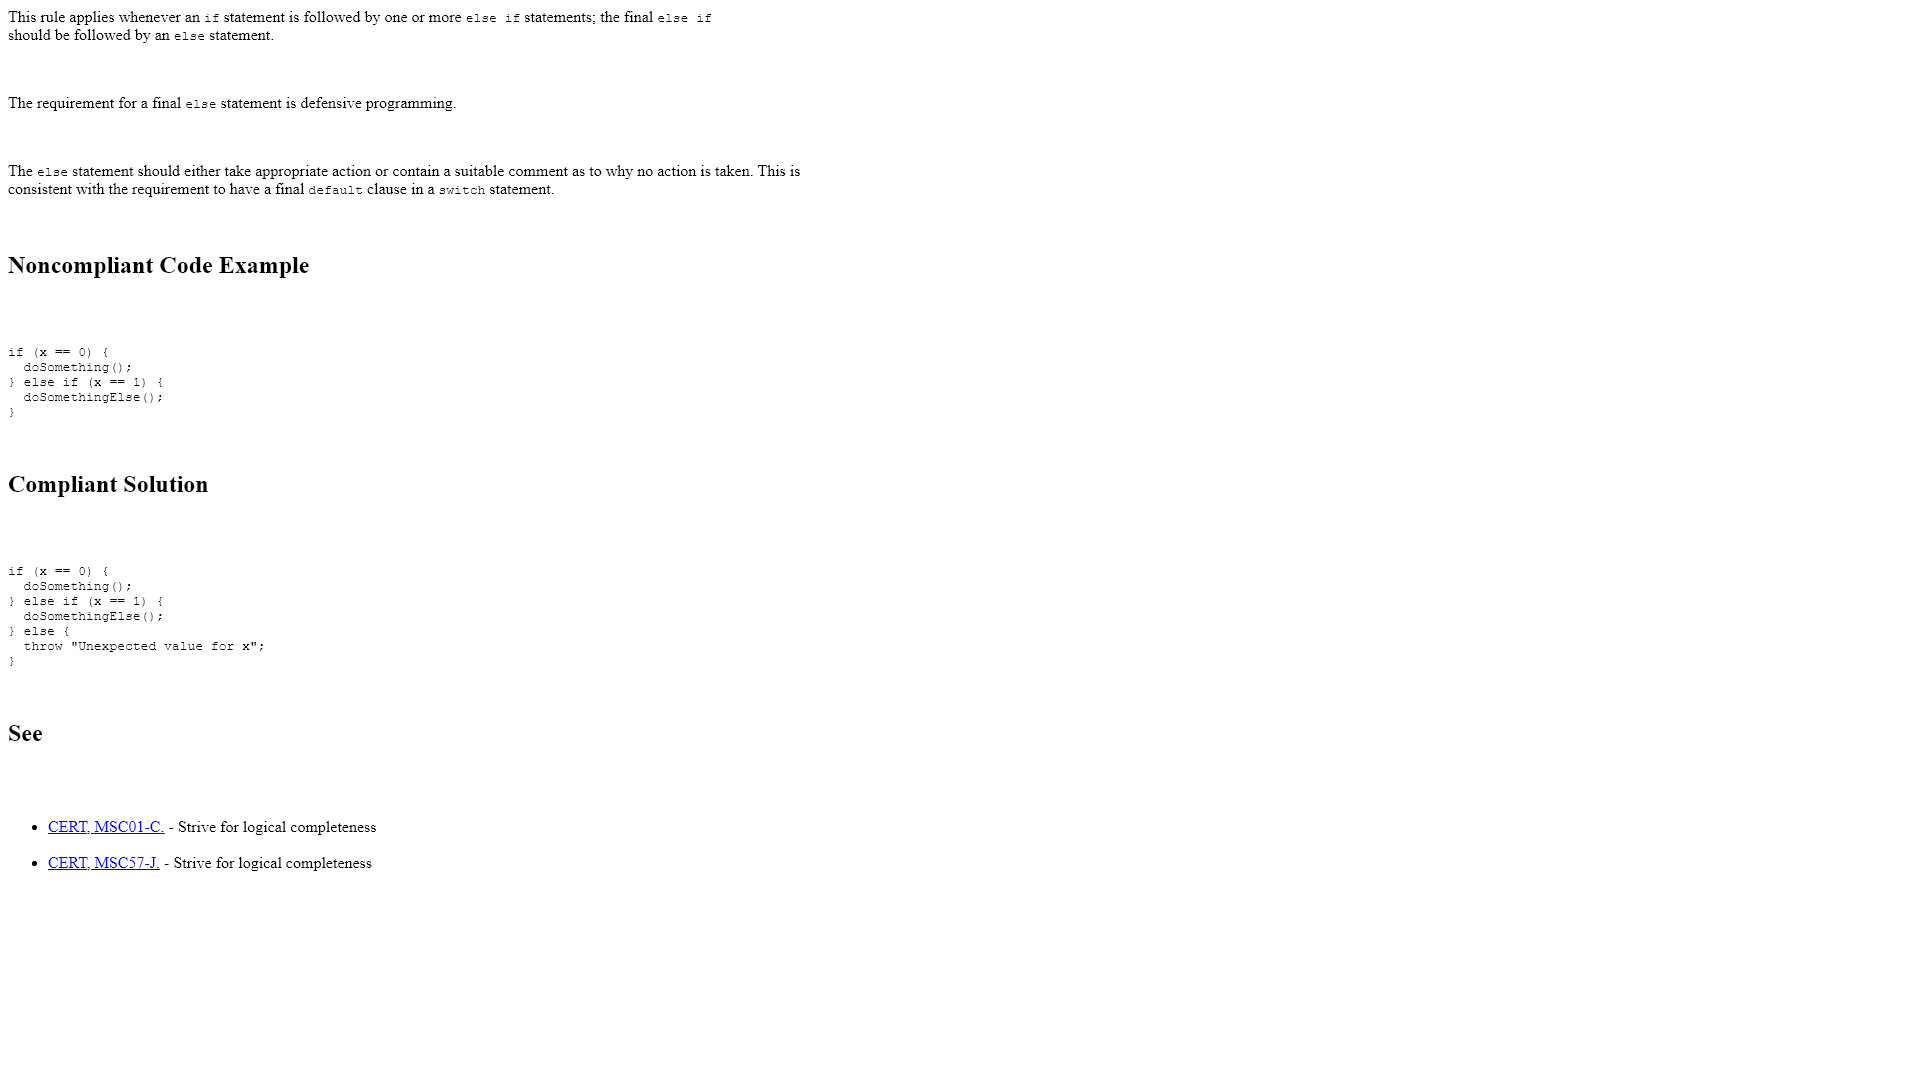 This rule applies whenever an if statement is followed by one or more else if statements; the final else if
should be followed by an else statement.
The requirement for a final else statement is defensive programming.
The else statement should either take appropriate action or contain a suitable comment as to why no action is taken. This is
consistent with the requirement to have a final default clause in a switch statement.
Noncompliant Code Example
if (x == 0) {
  doSomething();
} else if (x == 1) {
  doSomethingElse();
}
Compliant Solution
if (x == 0) {
  doSomething();
} else if (x == 1) {
  doSomethingElse();
} else {
  throw "Unexpected value for x";
}
See
• CERT, MSC01-C. - Strive for logical completeness
• CERT, MSC57-J. - Strive for logical completeness